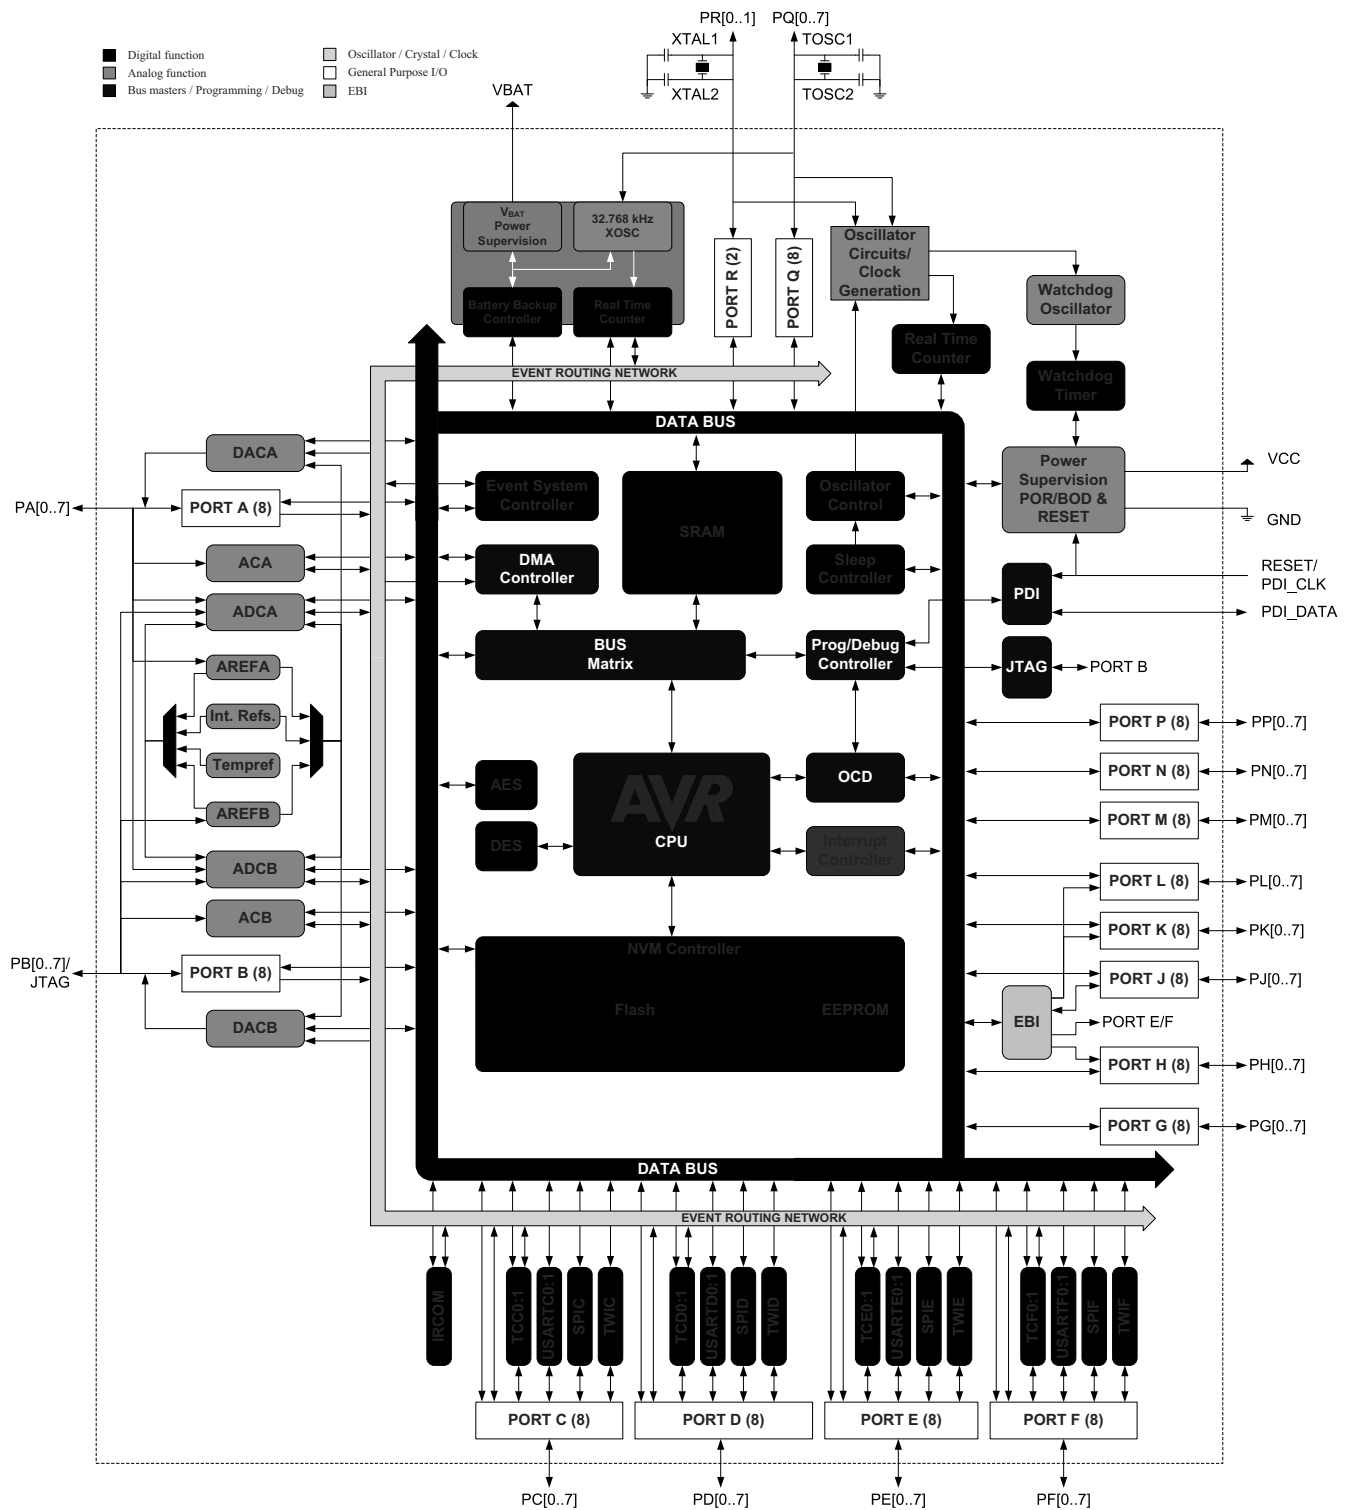 PR[0..1]
PQ[0..7]
XTAL1
TOSC1
XTAL2
TOSC2
Digital function
Analog function
Bus masters / Programming / Debug
Oscillator / Crystal / Clock
General Purpose I/O
EBI
VBAT
VBAT
Power
Supervision
32.768 kHz
XOSC
Battery Backup
Controller
Real Time
Counter
PORT R (2)
PORT Q (8)
Oscillator
Circuits/
Clock
Generation
Watchdog
Oscillator
Real Time
Counter
Watchdog
Timer
EVENT ROUTING NETWORK
DATA BUS
DACA
PA[0..7]
PORT A (8)
ACA
ADCA
AREFA
Int. Refs.
Tempref
AREFB
ADCB
ACB
PB[0..7]/
JTAG
PORT B (8)
DACB
Event System
Controller
SRAM
Oscillator
Control
DMA
Controller
Sleep
Controller
BUS
Matrix
Prog/Debug
Controller
AES
DES
AVR
CPU
OCD
Interrupt
Controller
NVM Controller
Flash
EEPROM
Power
Supervision
POR/BOD &
RESET
VCC
GND
RESET/
PDI_CLK
PDI
PDI_DATA
JTAG
PORT B
PORT P (8)
PP[0..7]
PORT N (8)
PN[0..7]
PORT M (8)
PM[0..7]
PORT L (8)
PL[0..7]
PORT K (8)
PK[0..7]
PORT J (8)
PJ[0..7]
EBI
PORT E/F
PORT H (8)
PH[0..7]
PORT G (8)
PG[0..7]
DATA BUS
EVENT ROUTING NETWORK
IRCOM
TCC0:1
USARTC0:1
SPIC
TWIC
TCD0:1
USARTD0:1
SPID
TWID
TCE0:1
USARTE0:1
SPIE
TWIE
TCF0:1
USARTF0:1
SPIF
TWIF
PORT C (8)
PORT D (8)
PORT E (8)
PORT F (8)
PC[0..7]
PD[0..7]
PE[0..7]
PF[0..7]